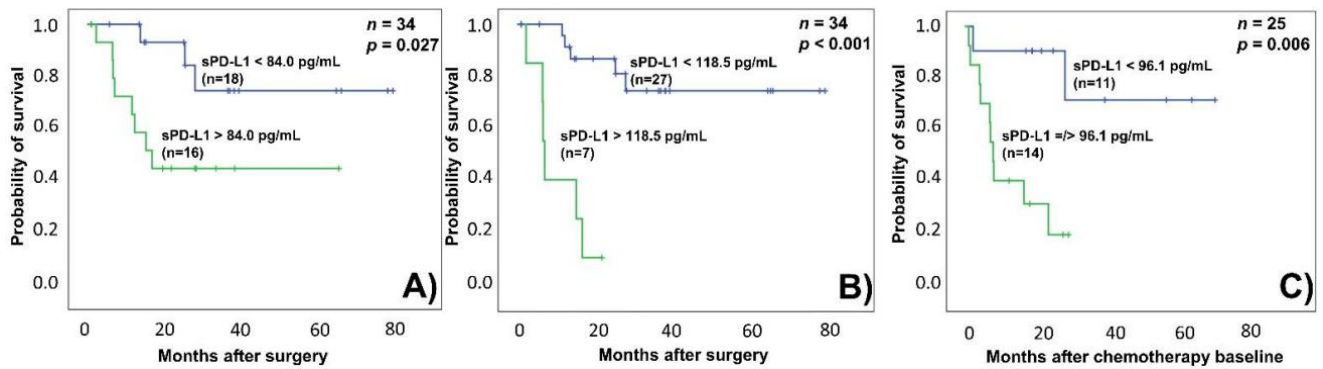 Probability of survival
1.0
0.8
0.6
0.4
0.2
0.0
n = 34
p = 0.027
sPD-L1 < 84.0 pg/mL
(n=18)
sPD-L1 > 84.0 pg/mL
(n=16)
A)
0 20 40 60 80
Months after surgery
Probability of survival
1.0
0.8
0.6
0.4
0.2
0.0
n = 34
p < 0.001
sPD-L1 < 118.5 pg/mL
(n=27)
sPD-L1 > 118.5 pg/mL
(n=7)
B)
0 20 40 60 80
Months after surgery
Probability of survival
1.0
0.8
0.6
0.4
0.2
0.0
n = 25
p = 0.006
sPD-L1 < 96.1 pg/mL
(n=11)
sPD-L1 =/> 96.1 pg/mL
(n=14)
C)
0 20 40 60 80
Months after chemotherapy baseline